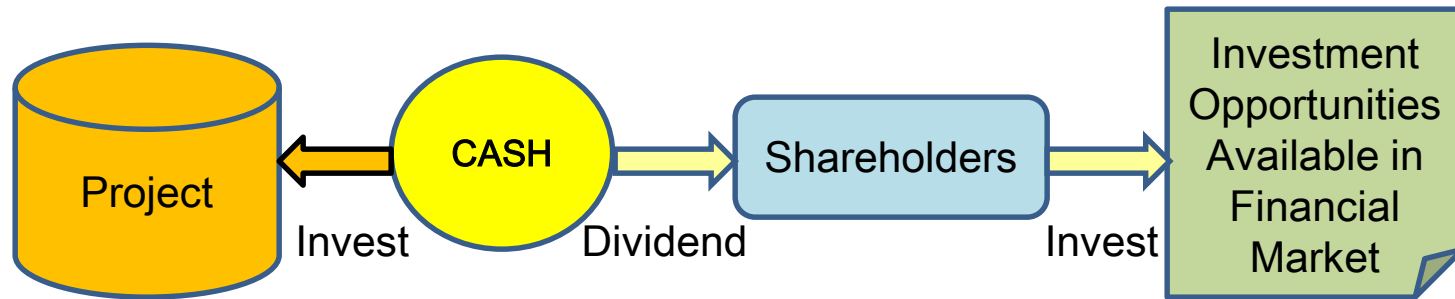 Project
Invest
CASH
Dividend
Shareholders
Invest
Investment
Opportunities
Available in
Financial
Market